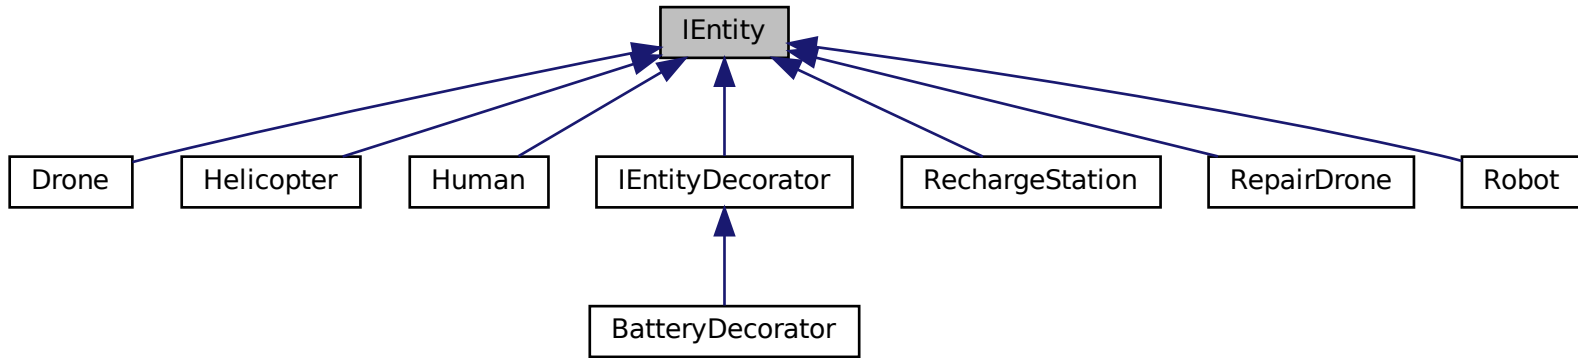 IEntity
Drone
Helicopter
Human
IEntityDecorator
RechargeStation
RepairDrone
Robot
BatteryDecorator